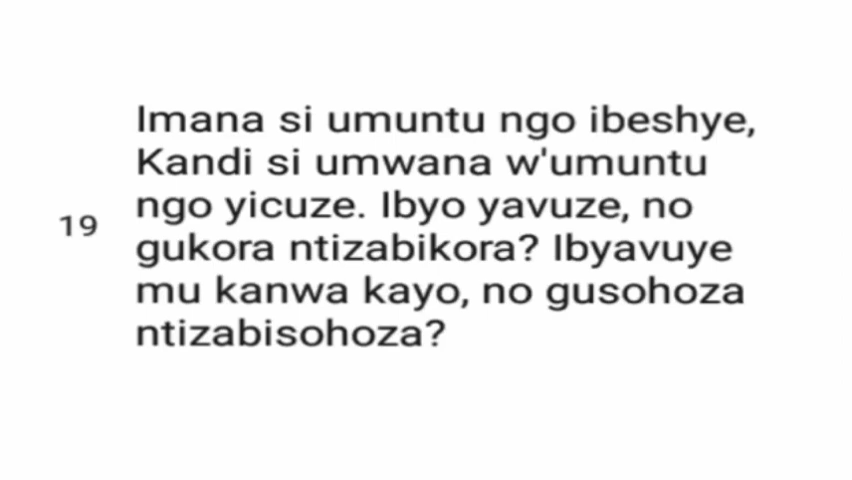 Imana si umuntu ngo ibeshye,
Kandi si umwana w'umuntu
19 ngo yicuze. Ibyo yavuze, no
gukora ntizabikora? Ibyavuye
mu kanwa kayo, no gusohoza
ntizabisohoza?